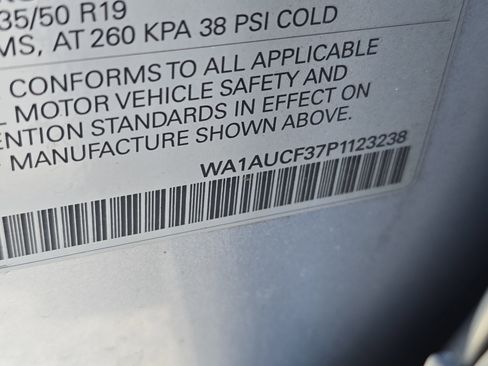 35/50 R19
MS, AT 260 KPA 38 PSI COLD
CONFORMS TO ALL APPLICABLE
MOTOR VEHICLE SAFETY AND
ENTION STANDARDS IN EFFECT ON
MANUFACTURE SHOWN ABOVE.
WA1AUCF37P1123238